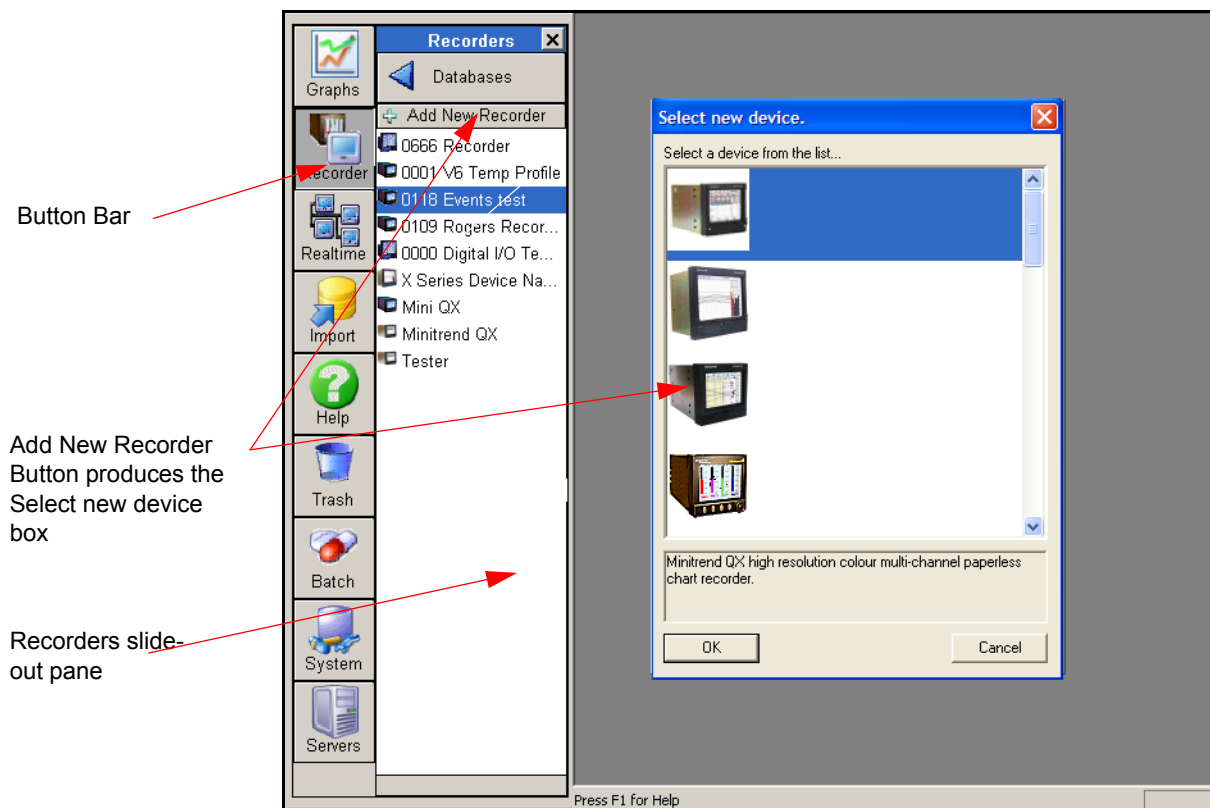 Button Bar
Add New Recorder
Button produces the
Select new device
box
Recorders slide-
out pane
Graphs
Recorder
Realtime
Import
Help
Trash
Batch
System
Servers
Recorders
Databases
Add New Recorder
0666 Recorder
0001 V6 Temp Profile
0118 Events test
0109 Rogers Recor...
0000 Digital I/O Te...
X Series Device Na...
Mini QX
Minitrend QX
Tester
Select new device.
Select a device from the list...
Minitrend QX high resolution colour multi-channel paperless
chart recorder.
OK
Cancel
Press F1 for Help